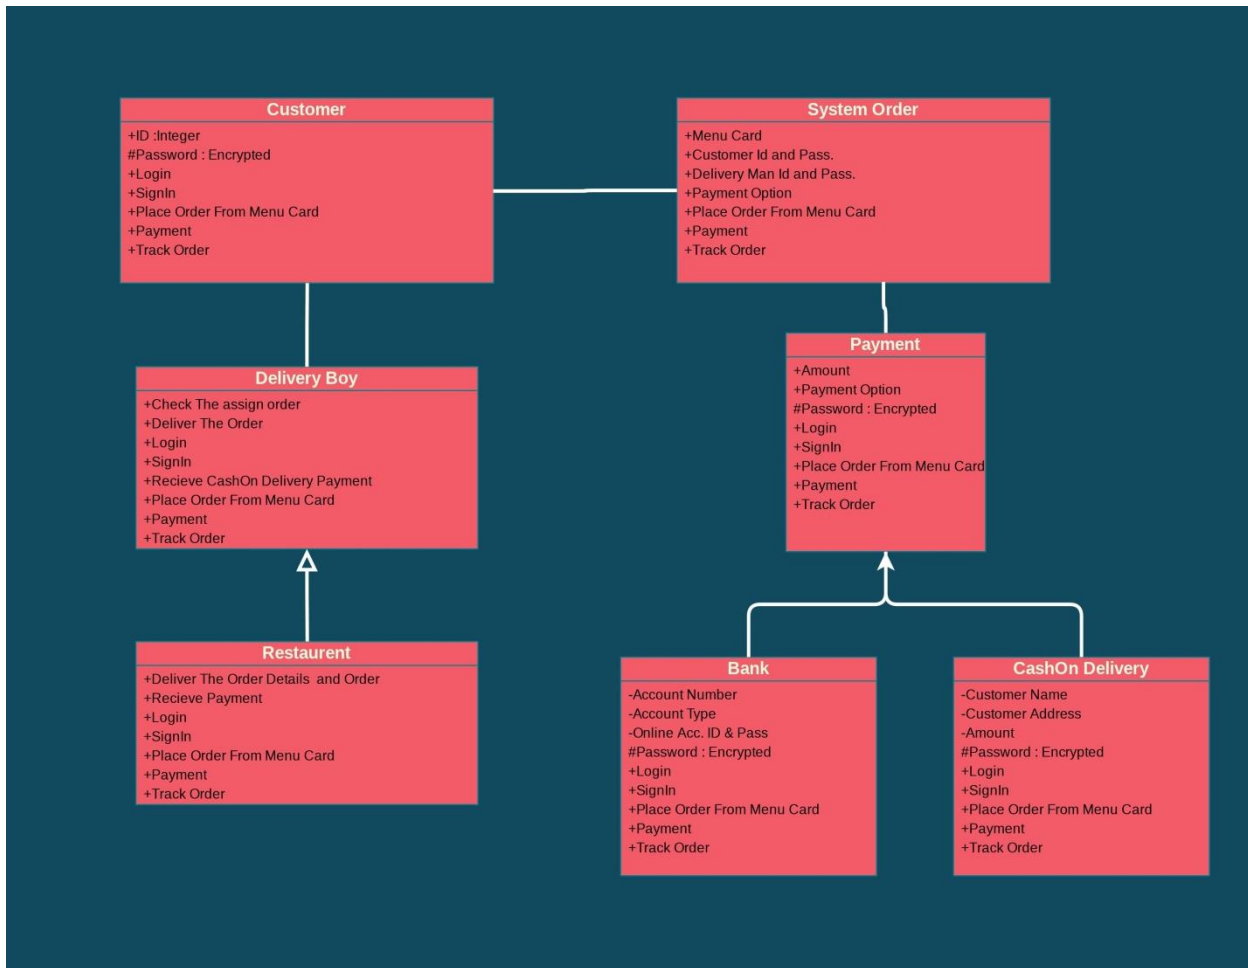 Customer
+ID :Integer
#Password : Encrypted
+Login
+SignIn
+Place Order From Menu Card
+Payment
+Track Order
System Order
+Menu Card
+Customer Id and Pass.
+Delivery Man Id and Pass.
+Payment Option
+Place Order From Menu Card
+Payment
+Track Order
Delivery Boy
+Check The assign order
+Deliver The Order
+Login
+SignIn
+Recieve CashOn Delivery Payment
+Place Order From Menu Card
+Payment
+Track Order
Payment
+Amount
+Payment Option
#Password : Encrypted
+Login
+SignIn
+Place Order From Menu Card
+Payment
+Track Order
Restaurent
+Deliver The Order Details  and Order
+Recieve Payment
+Login
+SignIn
+Place Order From Menu Card
+Payment
+Track Order
Bank
-Account Number
-Account Type
-Online Acc. ID & Pass
#Password : Encrypted
+Login
+SignIn
+Place Order From Menu Card
+Payment
+Track Order
CashOn Delivery
-Customer Name
-Customer Address
-Amount
#Password : Encrypted
+Login
+SignIn
+Place Order From Menu Card
+Payment
+Track Order